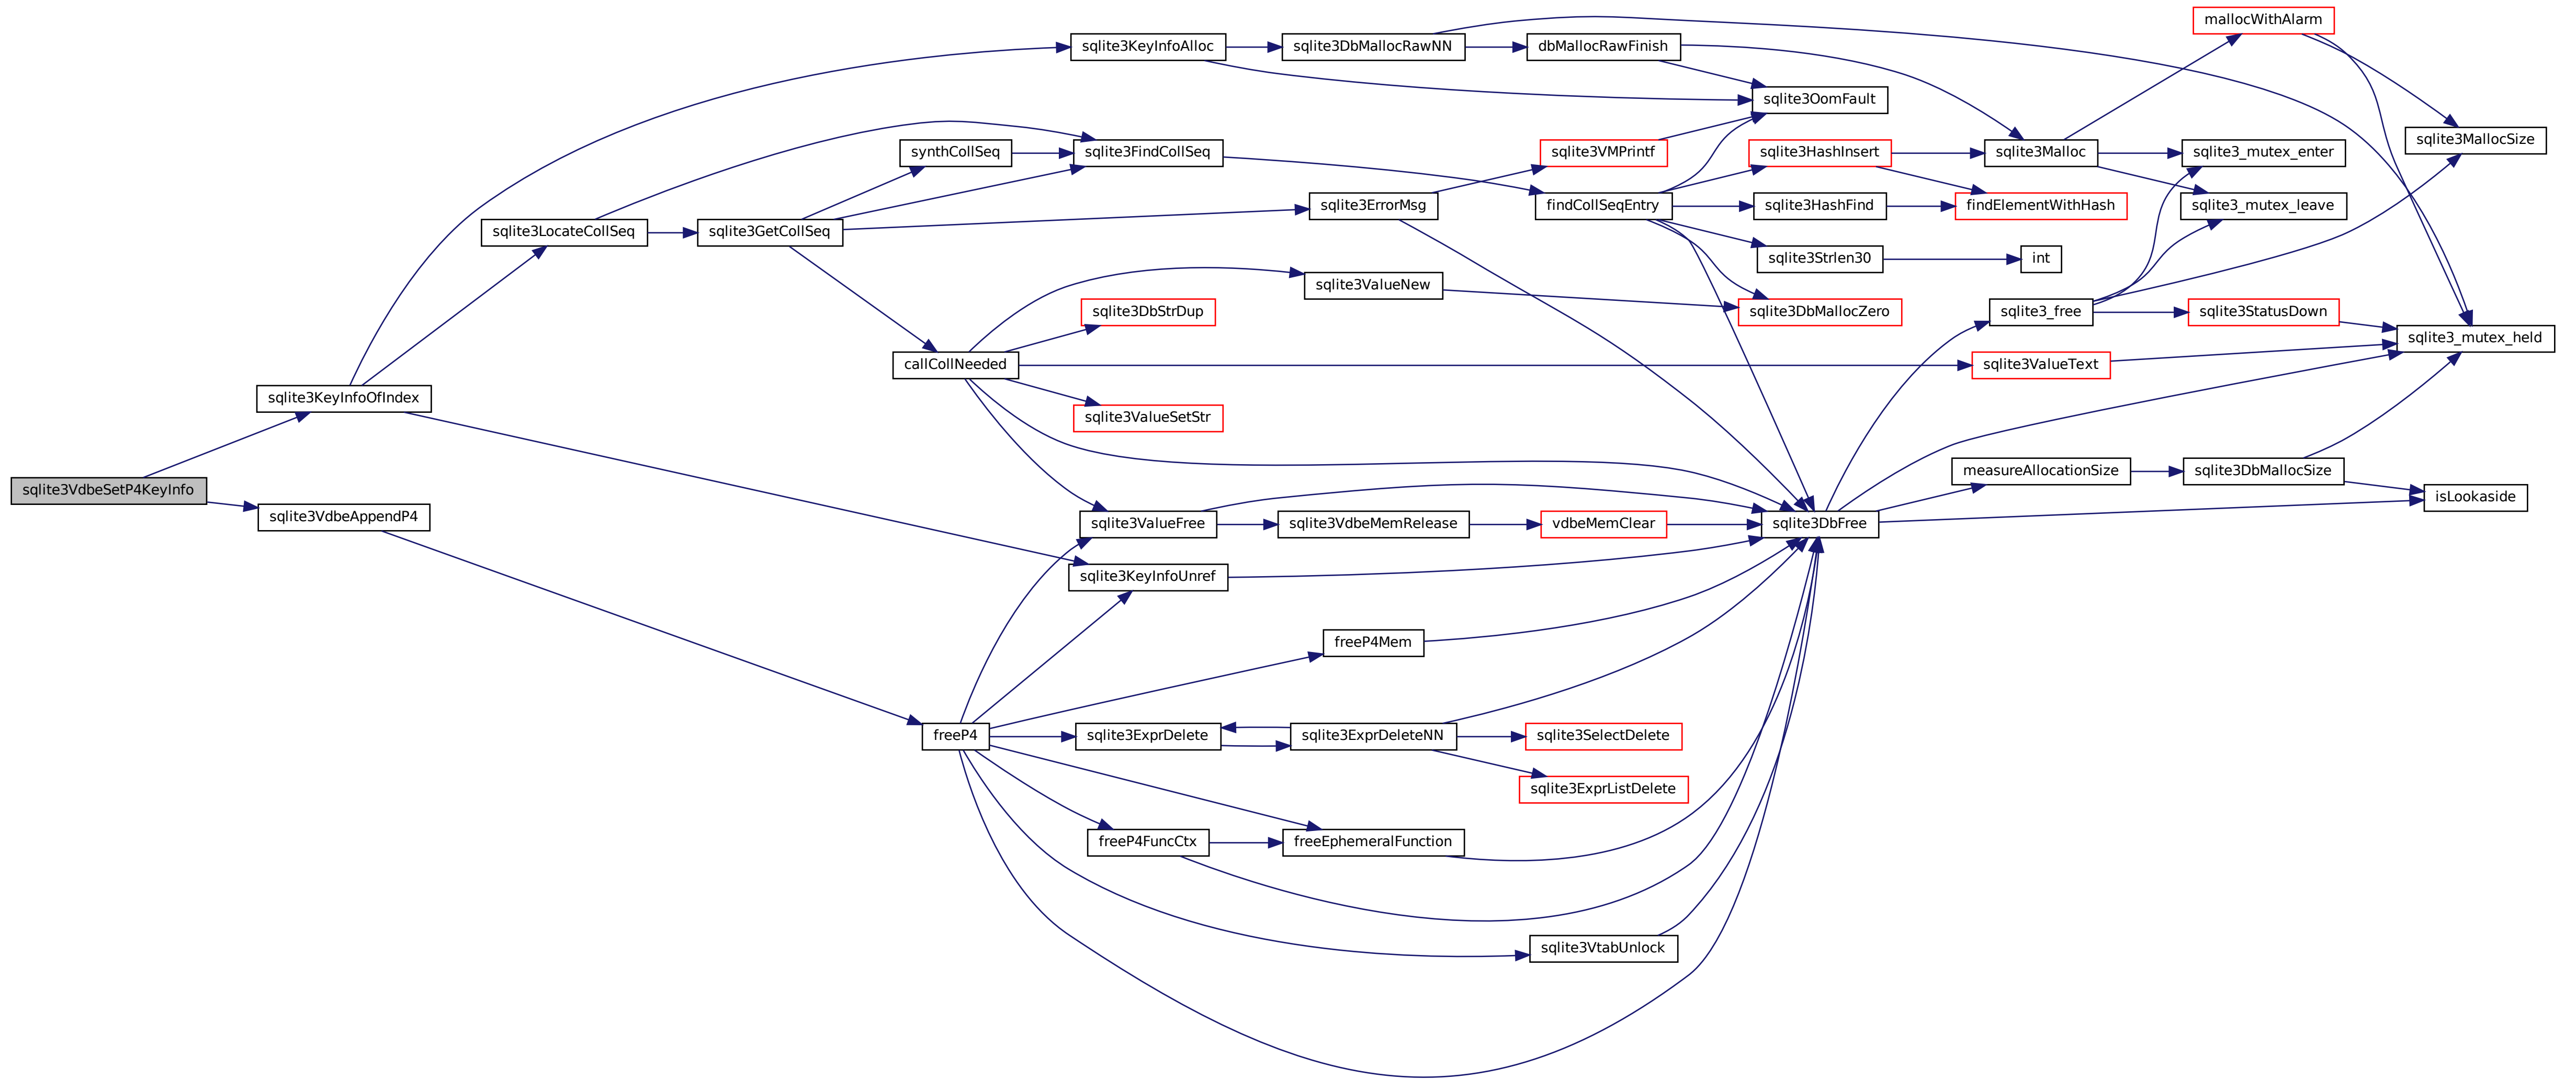 mallocWithAlarm
sqlite3KeyInfoAlloc
sqlite3DbMallocRawNN
dbMallocRawFinish
sqlite3OomFault
sqlite3MallocSize
synthCollSeq
sqlite3FindCollSeq
sqlite3VMPrintf
sqlite3HashInsert
sqlite3Malloc
sqlite3_mutex_enter
sqlite3ErrorMsg
findCollSeqEntry
sqlite3HashFind
findElementWithHash
sqlite3_mutex_leave
sqlite3LocateCollSeq
sqlite3GetCollSeq
sqlite3Strlen30
int
sqlite3ValueNew
sqlite3DbStrDup
sqlite3DbMallocZero
sqlite3_free
sqlite3StatusDown
sqlite3_mutex_held
callCollNeeded
sqlite3ValueText
sqlite3KeyInfoOfIndex
sqlite3ValueSetStr
measureAllocationSize
sqlite3DbMallocSize
sqlite3VdbeSetP4KeyInfo
isLookaside
sqlite3VdbeAppendP4
sqlite3ValueFree
sqlite3VdbeMemRelease
vdbeMemClear
sqlite3DbFree
sqlite3KeyInfoUnref
freeP4Mem
freeP4
sqlite3ExprDelete
sqlite3ExprDeleteNN
sqlite3SelectDelete
sqlite3ExprListDelete
freeP4FuncCtx
freeEphemeralFunction
sqlite3VtabUnlock